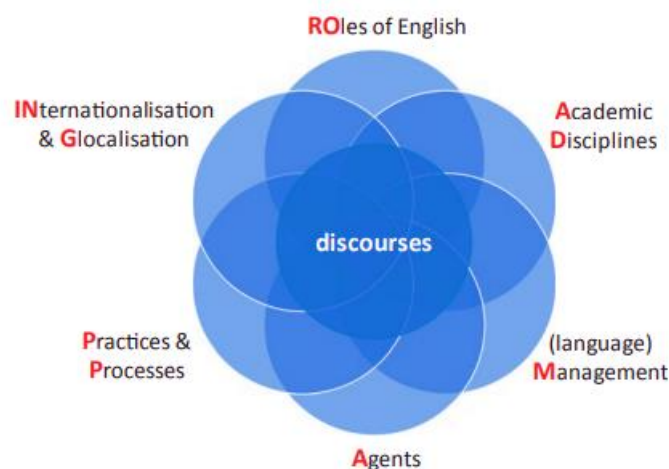 ROles of English
Academic
Disciplines
(language)
Management
Agents
Practices &
Processes
INternationalisation
& Glocalisation
discourses